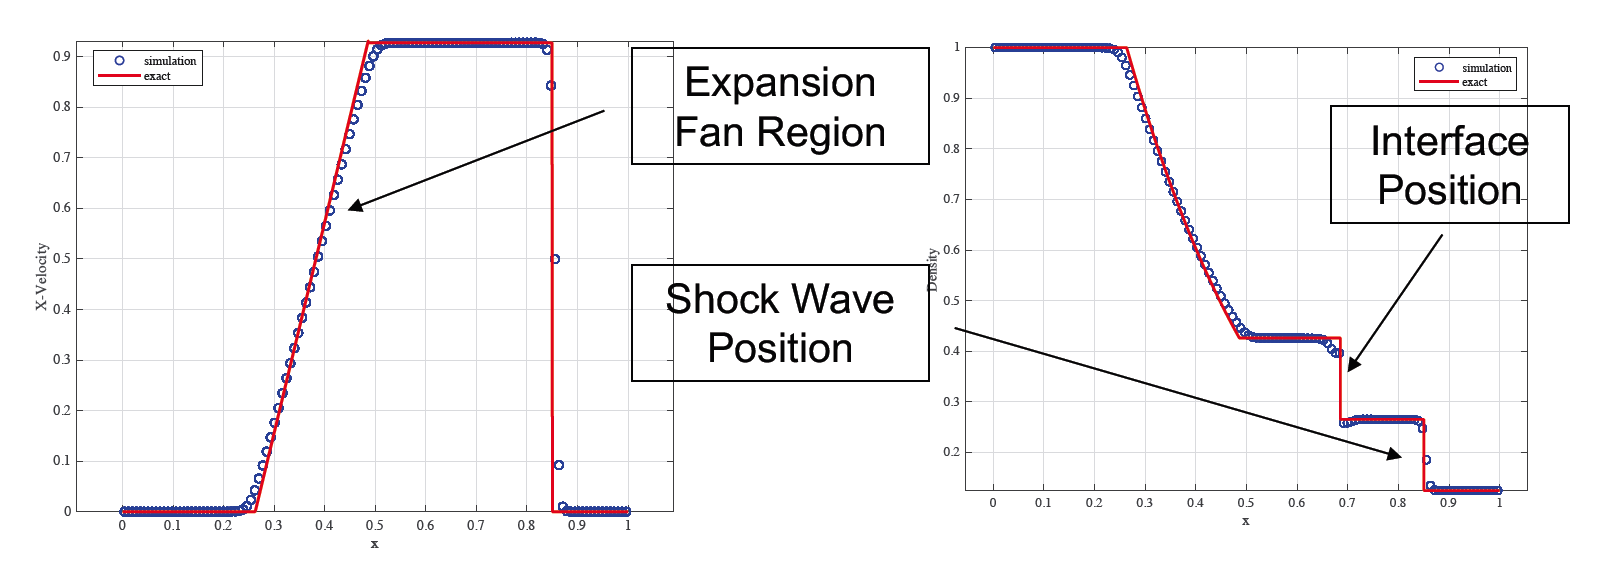 0.9
0.8
0.7
0.6
0.5
0.4
0.3
0.2
0.1
0
X-Velocity
0 0.1 0.2 0.3 0.4 0.5 0.6 0.7 0.8 0.9 1
x
simulation
exact
Expansion
Fan Region
Shock Wave
Position
1
0.9
0.8
0.7
0.6
0.5
0.4
0.3
0.2
Density
0 0.1 0.2 0.3 0.4 0.5 0.6 0.7 0.8 0.9 1
x
simulation
exact
Interface
Position